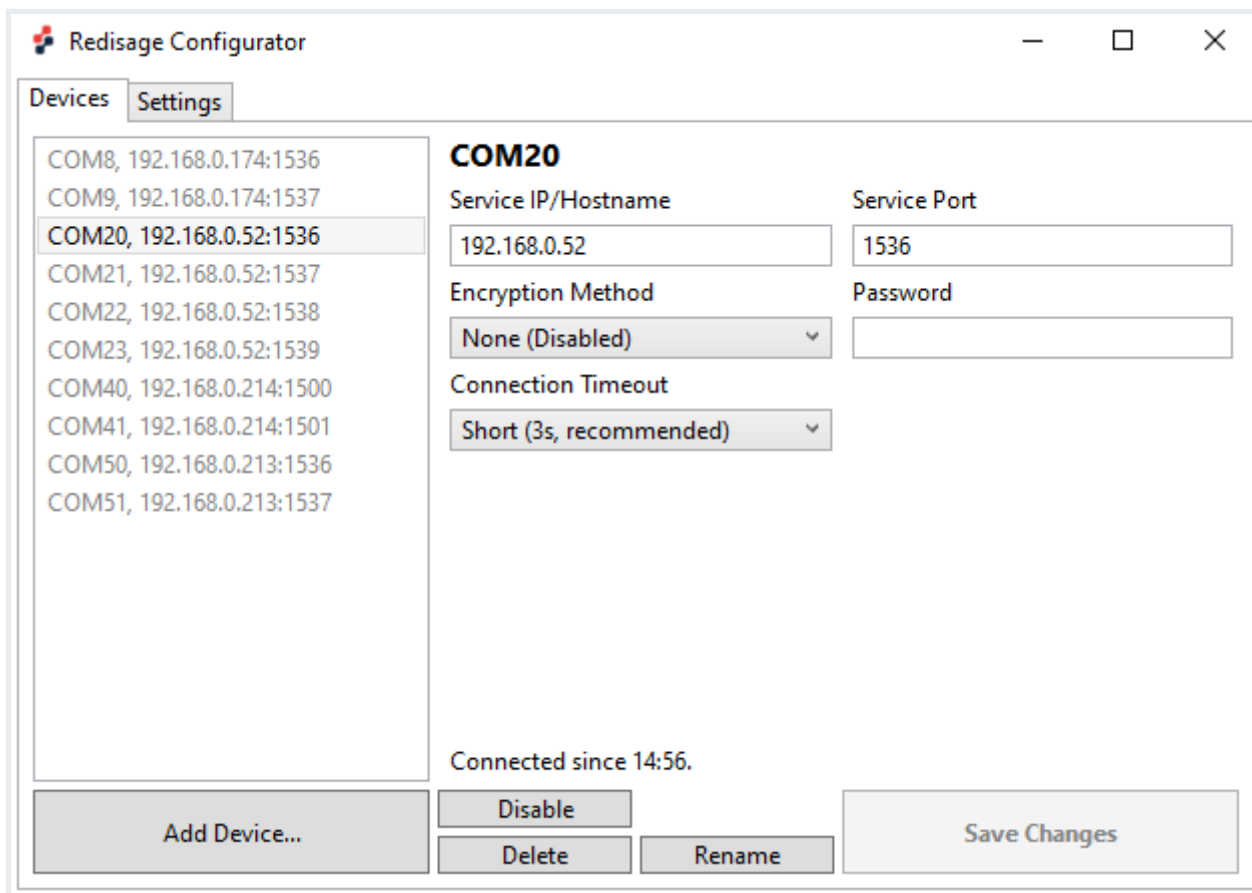 Redisage Configurator
Devices
Settings
COM8, 192.168.0.174:1536
COM9, 192.168.0.174:1537
COM20, 192.168.0.52:1536
COM21, 192.168.0.52:1537
COM22, 192.168.0.52:1538
COM23, 192.168.0.52:1539
COM40, 192.168.0.214:1500
COM41, 192.168.0.214:1501
COM50, 192.168.0.213:1536
COM51, 192.168.0.213:1537
Add Device...
COM20
Service IP/Hostname
Service Port
192.168.0.52
1536
Encryption Method
Password
None (Disabled)
Connection Timeout
Short (3s, recommended)
Connected since 14:56.
Disable
Delete
Rename
Save Changes